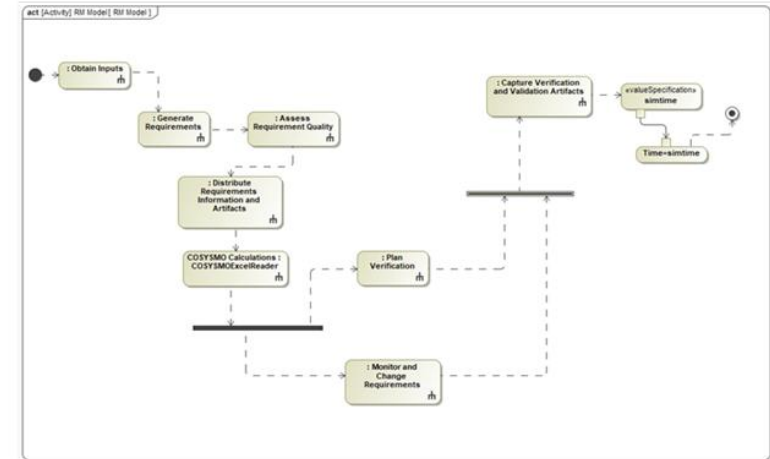 act [Activity] RM Model [ RM Model ]
: Obtain Inputs
: Generate
Requirements
: Assess
Requirement Quality
: Distribute
Requirements
Information and
Artifacts
COSYSMO Calculations :
COSYSMOExcelReader
: Plan
Verification
: Monitor and
Change
Requirements
: Capture Verification
and Validation Artifacts
«valueSpecification»
simtime
Time=simtime